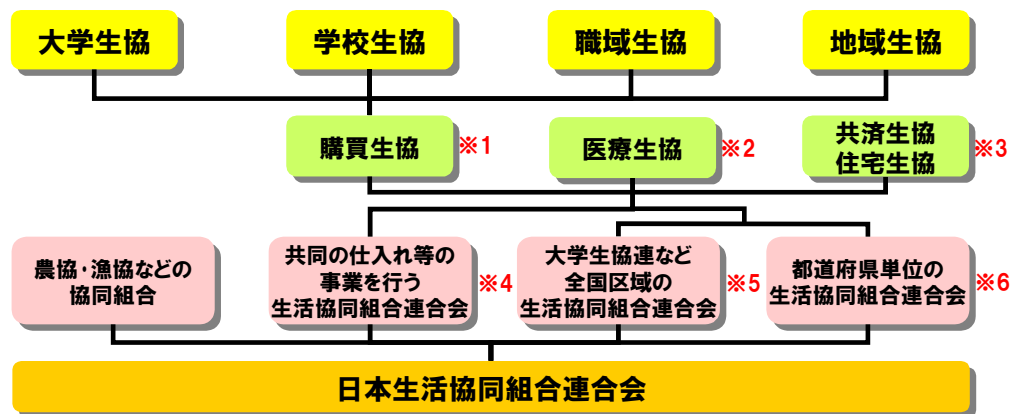 大学生協
学校生協
職域生協
地域生協
購買生協
※1
医療生協
※2
共済生協
住宅生協
※3
農協・漁協などの
協同組合
共同の仕入れ等の
事業を行う
生活協同組合連合会
※4
大学生協連など
全国区域の
生活協同組合連合会
※5
都道府県単位の
生活協同組合連合会
※6
日本生活協同組合連合会